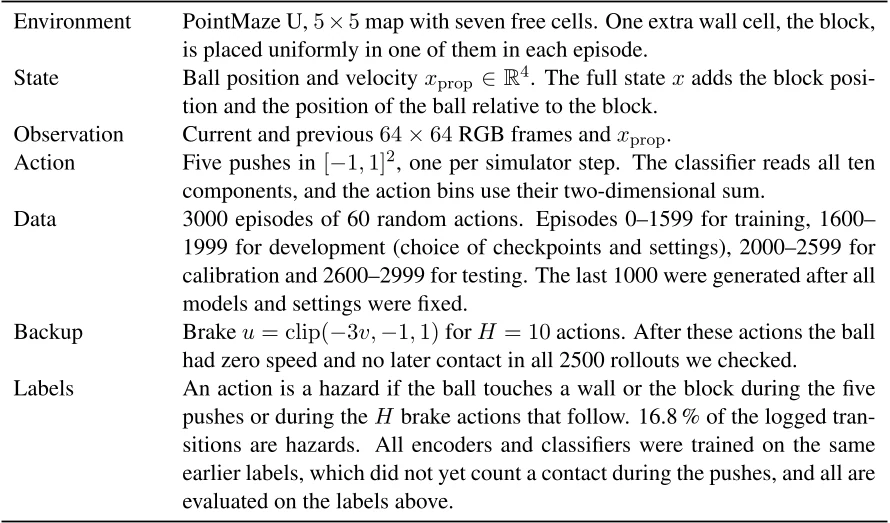 Environment PointMaze U, 5 × 5 map with seven free cells. One extra wall cell, the block,
is placed uniformly in one of them in each episode.
State Ball position and velocity x_prop ∈ ℝ⁴. The full state x adds the block posi-
tion and the position of the ball relative to the block.
Observation Current and previous 64 × 64 RGB frames and x_prop.
Action Five pushes in [−1, 1]², one per simulator step. The classifier reads all ten
components, and the action bins use their two-dimensional sum.
Data 3000 episodes of 60 random actions. Episodes 0–1599 for training, 1600–
1999 for development (choice of checkpoints and settings), 2000–2599 for
calibration and 2600–2999 for testing. The last 1000 were generated after all
models and settings were fixed.
Backup Brake u = clip(−3v, −1, 1) for H = 10 actions. After these actions the ball
had zero speed and no later contact in all 2500 rollouts we checked.
Labels An action is a hazard if the ball touches a wall or the block during the five
pushes or during the H brake actions that follow. 16.8 % of the logged tran-
sitions are hazards. All encoders and classifiers were trained on the same
earlier labels, which did not yet count a contact during the pushes, and all are
evaluated on the labels above.